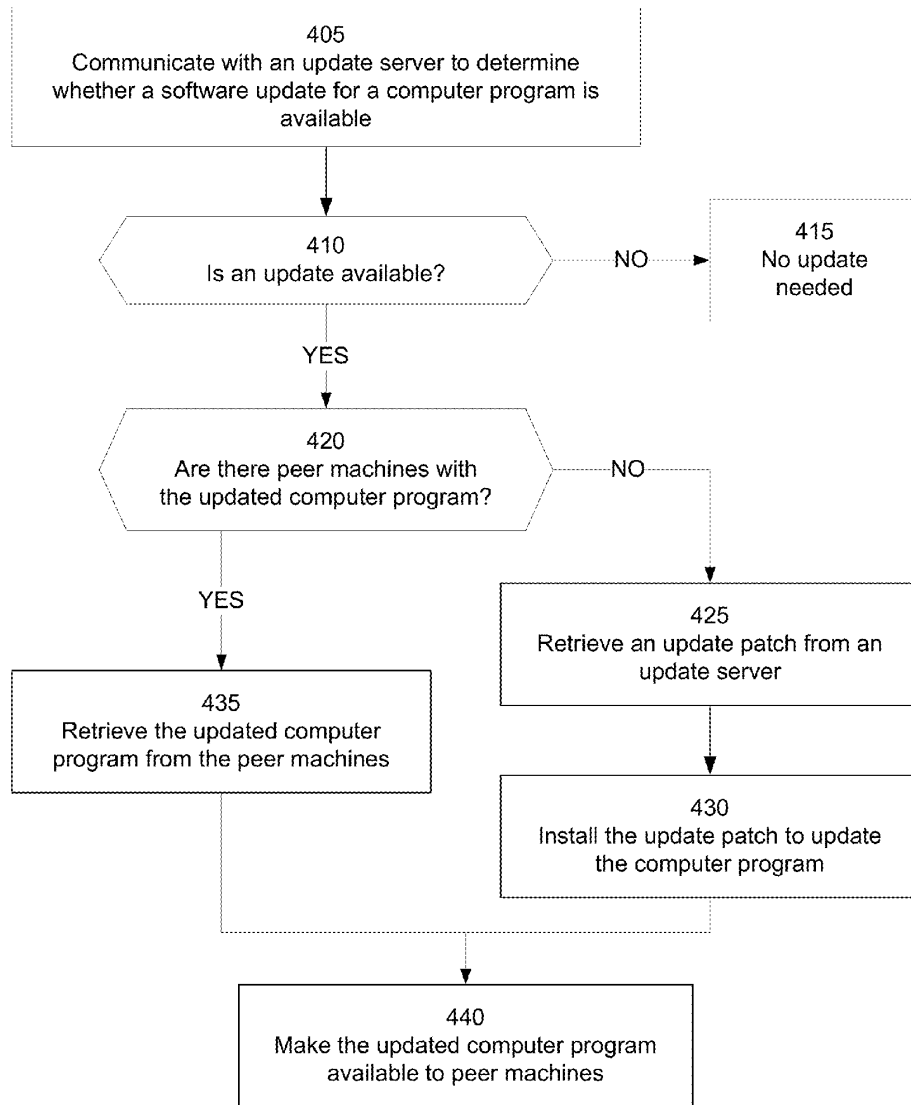 405
Communicate with an update server to determine
whether a software update for a computer program is
available
410
Is an update available?
NO
415
No update
needed
YES
420
Are there peer machines with
the updated computer program?
NO
YES
425
Retrieve an update patch from an
update server
435
Retrieve the updated computer
program from the peer machines
430
Install the update patch to update
the computer program
440
Make the updated computer program
available to peer machines